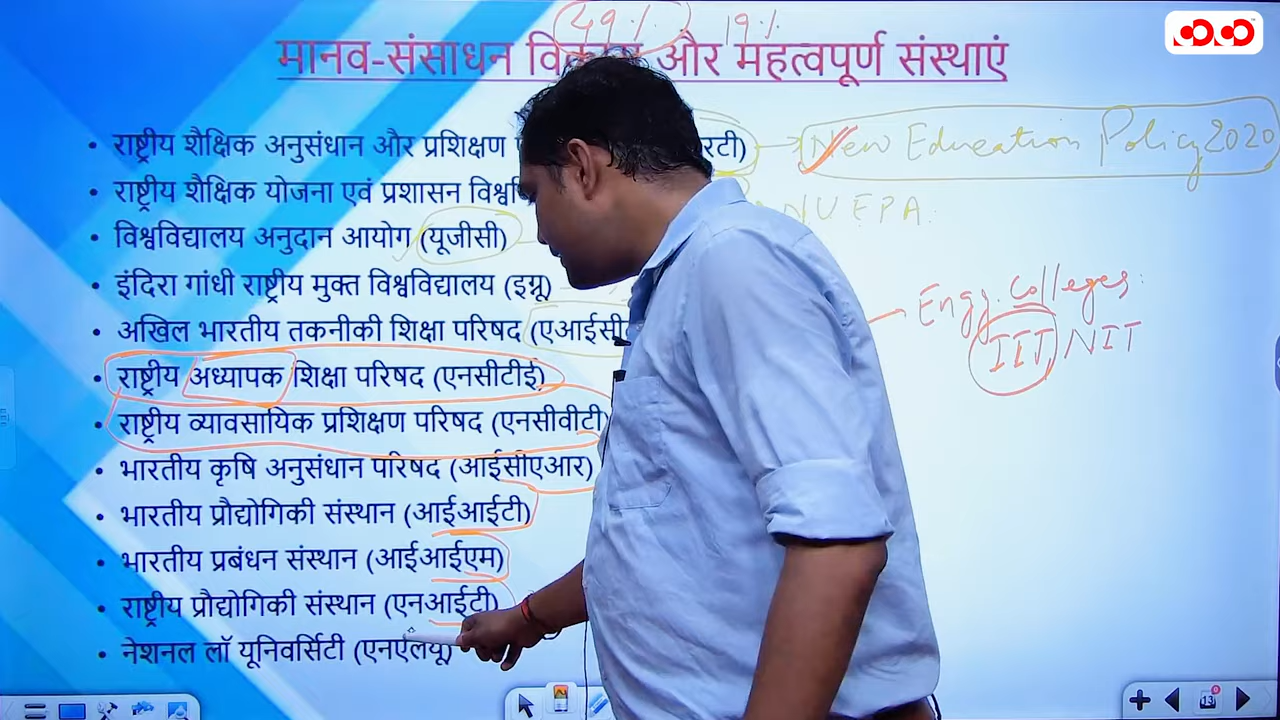 49% 19%
मानव-संसाधन और महत्वपूर्ण संस्थाएं
• राष्ट्रीय शैक्षिक अनुसंधान और प्रशिक्षण रटी) → New Education Policy 2020
• राष्ट्रीय शैक्षिक योजना एवं प्रशासन NUEPA.
• विश्वविद्यालय अनुदान आयोग (यूजीसी)
• इंदिरा गांधी राष्ट्रीय मुक्त विश्वविद्यालय (इग्नू)
Engg. Colleges:
• अखिल भारतीय तकनीकी शिक्षा परिषद (एआईसी
IIT, NIT
• राष्ट्रीय अध्यापक शिक्षा परिषद (एनसीटीई)
• राष्ट्रीय व्यावसायिक प्रशिक्षण परिषद (एनसीवीटी)
• भारतीय कृषि अनुसंधान परिषद (आईसीएआर)
• भारतीय प्रौद्योगिकी संस्थान (आईआईटी)
• भारतीय प्रबंधन संस्थान (आईआईएम)
• राष्ट्रीय प्रौद्योगिकी संस्थान (एनआईटी)
• नेशनल लॉ यूनिवर्सिटी (एनएलयू)
13